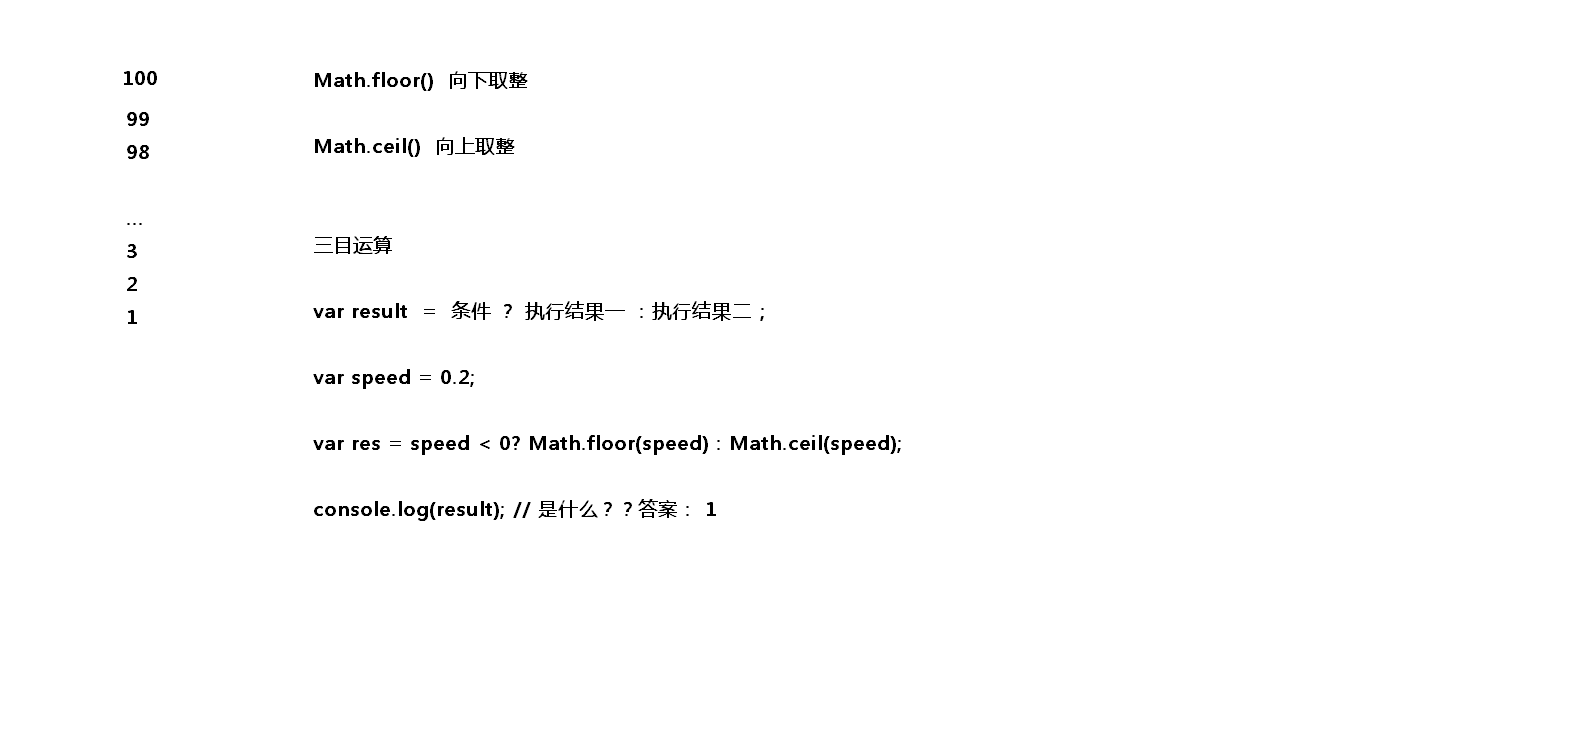 100
99
98
...
3
2
1
Math.floor()  向下取整
Math.ceil()  向上取整
三目运算
var result  =  条件  ?  执行结果一  : 执行结果二 ;
var speed = 0.2;
var res = speed < 0? Math.floor(speed) : Math.ceil(speed);
console.log(result); // 是什么？？答案： 1